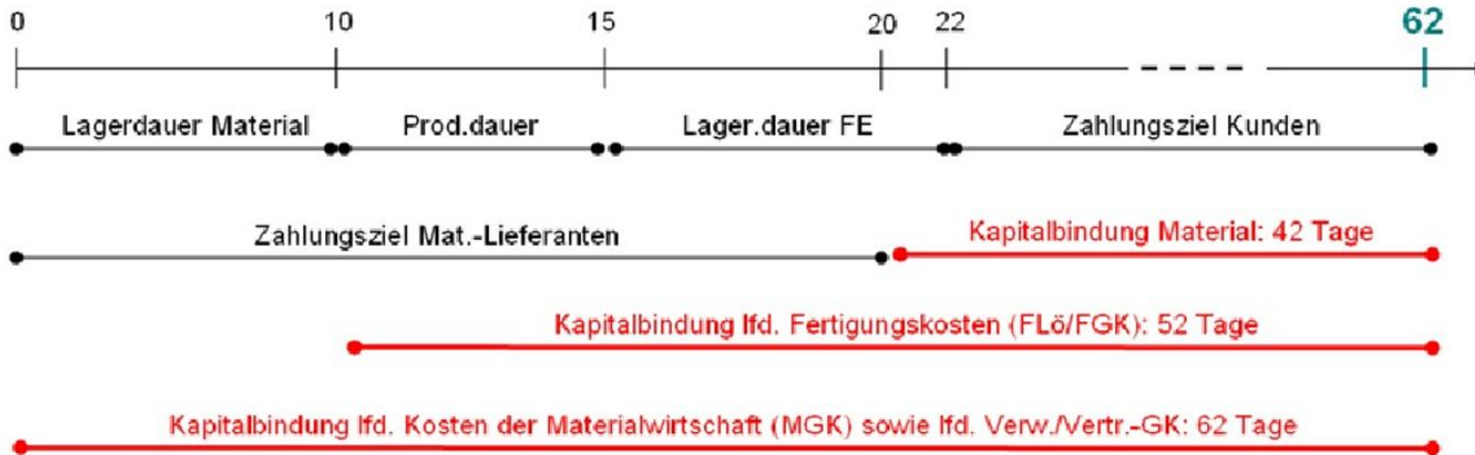 0 10 15 20 22 62
Lagerdauer Material Prod.dauer Lager.dauer FE Zahlungsziel Kunden
Zahlungsziel Mat.-Lieferanten Kapitalbindung Material: 42 Tage
Kapitalbindung lfd. Fertigungskosten (FLö/FGK): 52 Tage
Kapitalbindung lfd. Kosten der Materialwirtschaft (MGK) sowie lfd. Verw./Vertr.-GK: 62 Tage